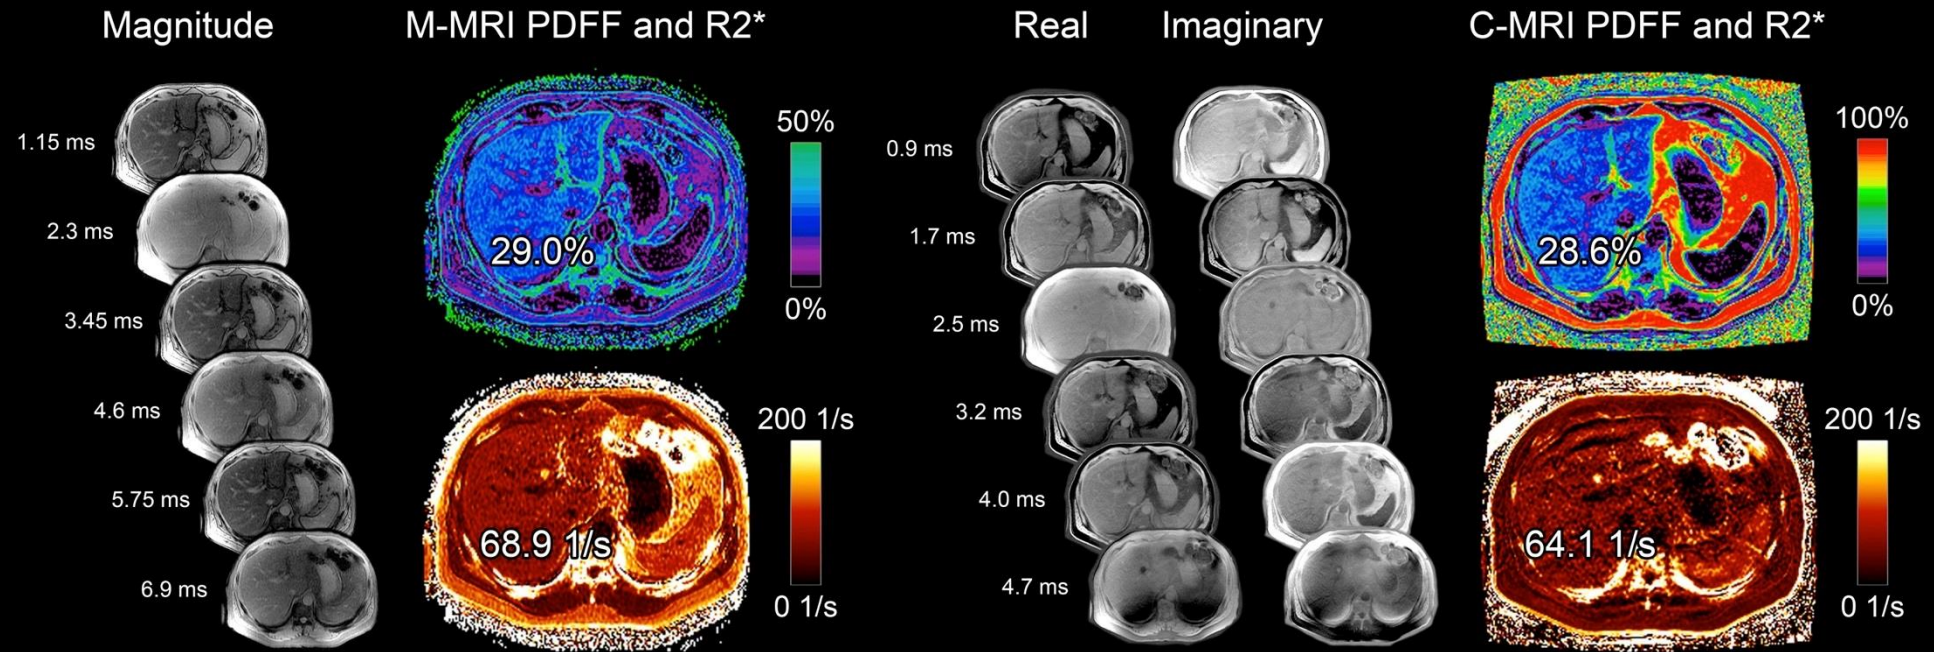 Magnitude
M-MRI PDFF and R2*
Real
Imaginary
C-MRI PDFF and R2*
1.15 ms
2.3 ms
3.45 ms
4.6 ms
5.75 ms
6.9 ms
50%
0%
29.0%
200 1/s
0 1/s
68.9 1/s
0.9 ms
1.7 ms
2.5 ms
3.2 ms
4.0 ms
4.7 ms
100%
0%
28.6%
200 1/s
0 1/s
64.1 1/s